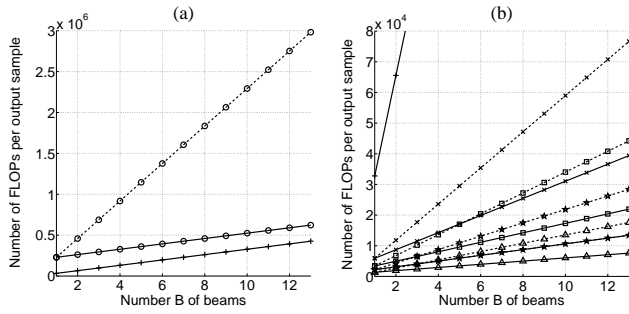 (a)
x 10^6
3
2.5
2
1.5
1
0.5
0
2 4 6 8 10 12
Number B of beams
Number of FLOPs per output sample
(b)
x 10^4
8
7
6
5
4
3
2
1
0
2 4 6 8 10 12
Number B of beams
Number of FLOPs per output sample